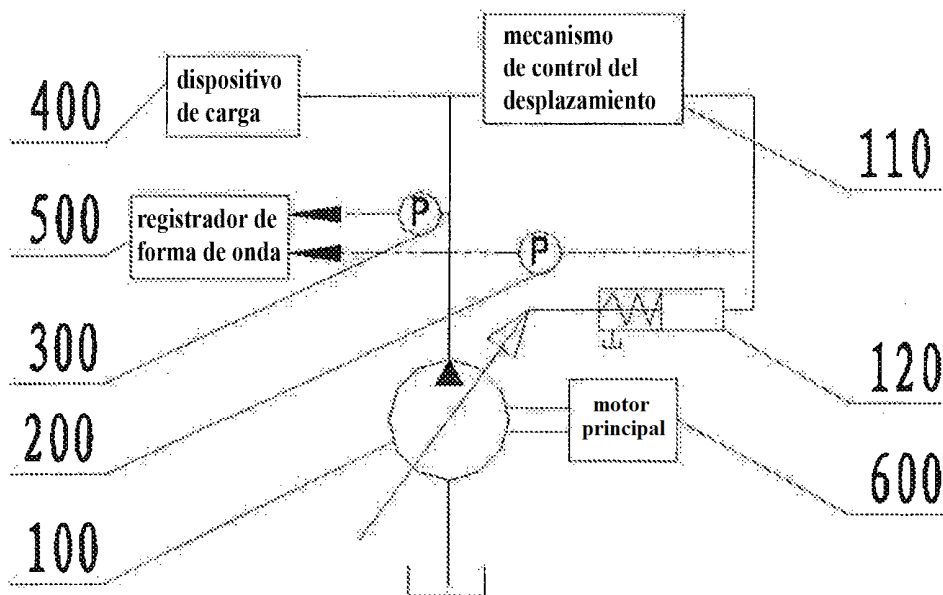 mecanismo
de control del
desplazamiento
dispositivo
de carga
400
110
500
registrador de
forma de onda
P
P
300
120
motor
principal
200
600
100